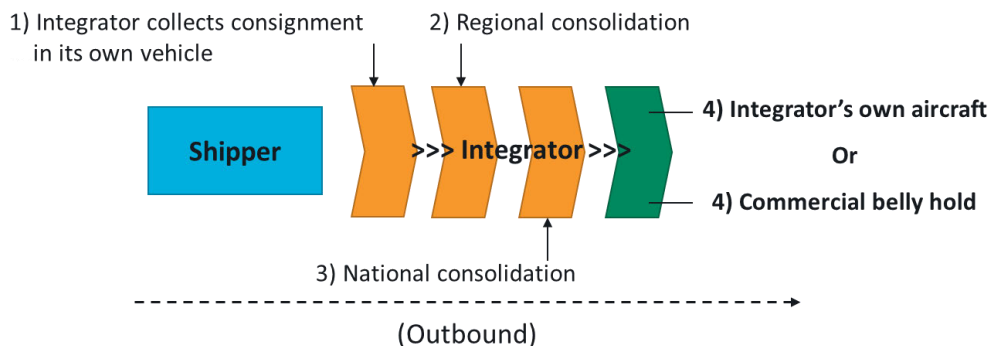 1) Integrator collects consignment
in its own vehicle
2) Regional consolidation
Shipper
>>> Integrator >>>
4) Integrator's own aircraft
Or
4) Commercial belly hold
3) National consolidation
(Outbound)